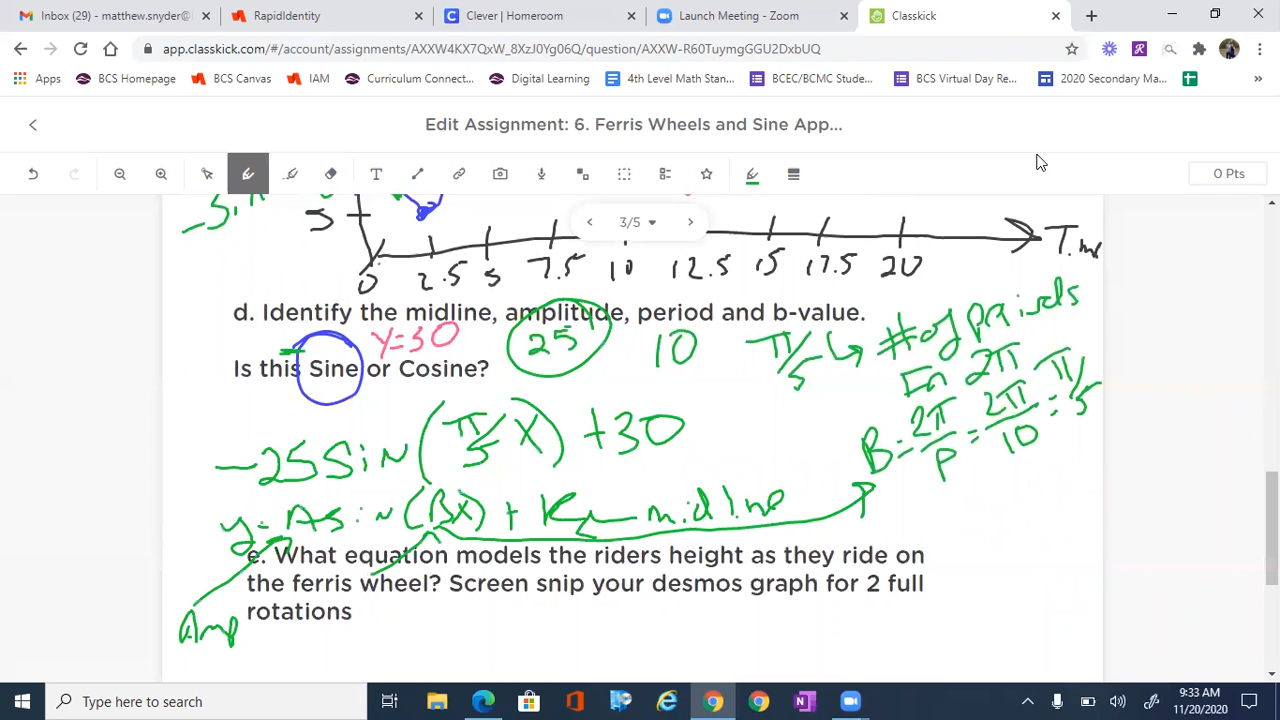 Inbox (29) - matthew.snyder@
RapidIdentity
Clever | Homeroom
Launch Meeting - Zoom
Classkick
app.classkick.com/#/account/assignments/AXXW4KX7QxW_8XzJ0Yg06Q/question/AXXW-R60TuymgGGU2DxbUQ
Apps BCS Homepage BCS Canvas IAM Curriculum Connect... Digital Learning 4th Level Math Stan... BCEC/BCMC Stude... BCS Virtual Day Re... 2020 Secondary Ma... »
Edit Assignment: 6. Ferris Wheels and Sine App...
0 Pts
3/5
5
0 2.5 5 7.5 10 12.5 15 17.5 20
d. Identify the midline, amplitude, period and b-value.
y=30 25 10 π/5 # of periods
In 2π
Is this Sine or Cosine?
B = 2π/P = 2π/10 = π/5
-25 SiN (π/5 X) + 30
y = A SiN (Bx) + K midline
e. What equation models the riders height as they ride on
the ferris wheel? Screen snip your desmos graph for 2 full
rotations
Amp
Type here to search
9:33 AM
11/20/2020